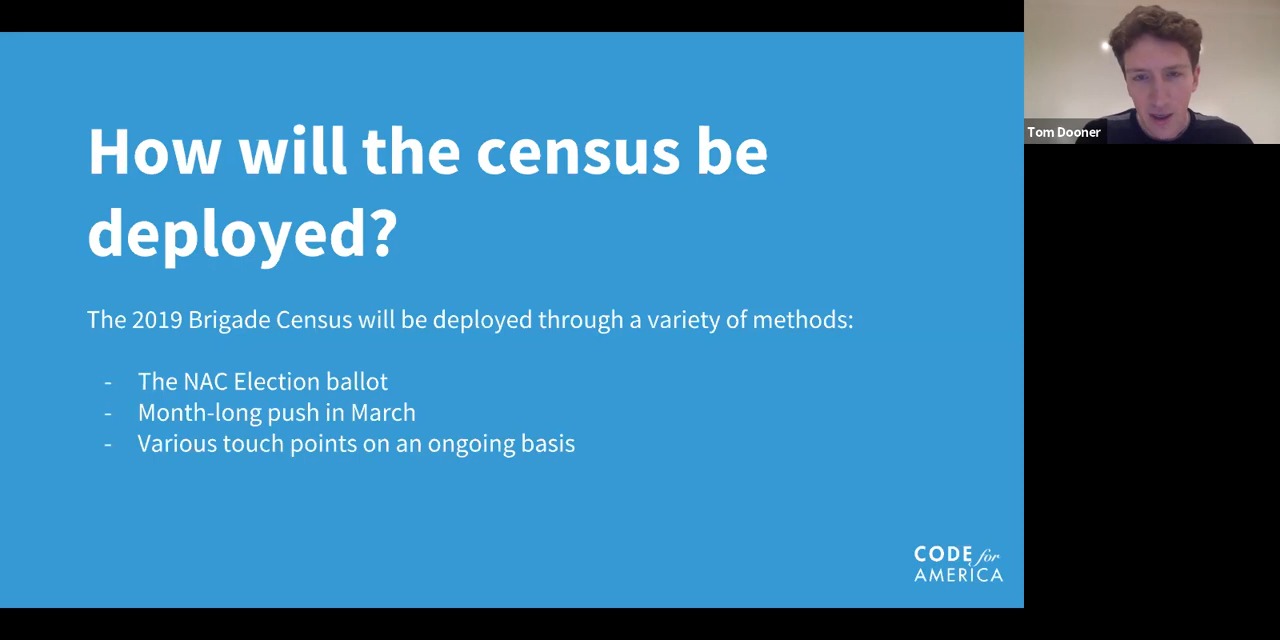 How will the census be
deployed?
The 2019 Brigade Census will be deployed through a variety of methods:
- The NAC Election ballot
- Month-long push in March
- Various touch points on an ongoing basis
CODE for
AMERICA
Tom Dooner